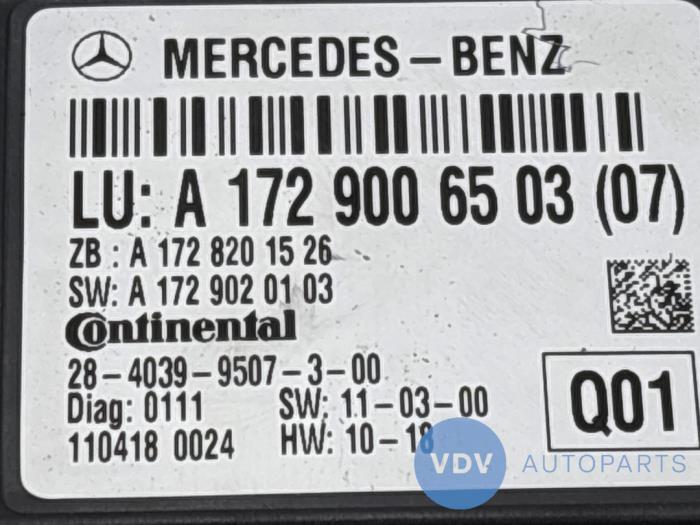 MERCEDES-BENZ
LU: A 172 900 65 03 (07)
ZB : A 172 820 15 26
SW: A 172 902 01 03
Continental
28-4039-9507-3-00
Diag: 0111 SW: 11-03-00
110418 0024 HW: 10-18
Q01
VDV AUTOPARTS